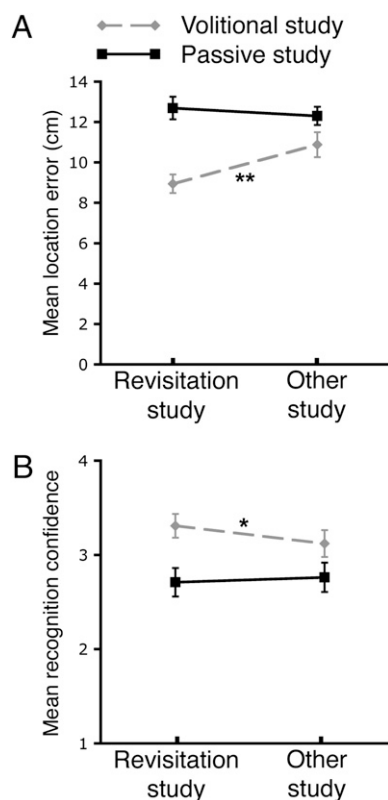 A
Volitional study
Passive study
Mean location error (cm)
14
12
10
8
6
4
2
0
**
Revisitation study
Other study
B
Mean recognition confidence
4
3
2
1
*
Revisitation study
Other study